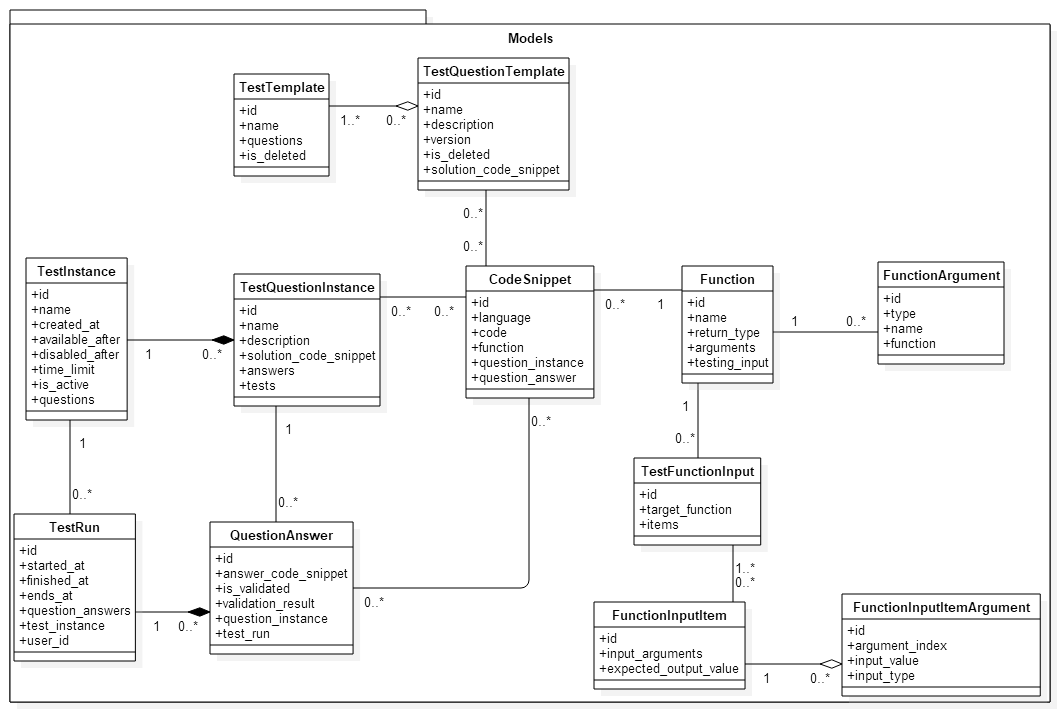 Models
TestTemplate
+id
+name
+questions
+is_deleted
1..*
0..*
TestQuestionTemplate
+id
+name
+description
+version
+is_deleted
+solution_code_snippet
0..*
0..*
TestInstance
+id
+name
+created_at
+available_after
+disabled_after
+time_limit
+is_active
+questions
1
0..*
TestQuestionInstance
+id
+name
+description
+solution_code_snippet
+answers
+tests
0..*
0..*
CodeSnippet
+id
+language
+code
+function
+question_instance
+question_answer
0..*
1
Function
+id
+name
+return_type
+arguments
+testing_input
1
0..*
FunctionArgument
+id
+type
+name
+function
1
0..*
1
0..*
0..*
1
0..*
TestRun
+id
+started_at
+finished_at
+ends_at
+question_answers
+test_instance
+user_id
1
0..*
QuestionAnswer
+id
+answer_code_snippet
+is_validated
+validation_result
+question_instance
+test_run
0..*
TestFunctionInput
+id
+target_function
+items
1..*
0..*
FunctionInputItem
+id
+input_arguments
+expected_output_value
1
0..*
FunctionInputItemArgument
+id
+argument_index
+input_value
+input_type